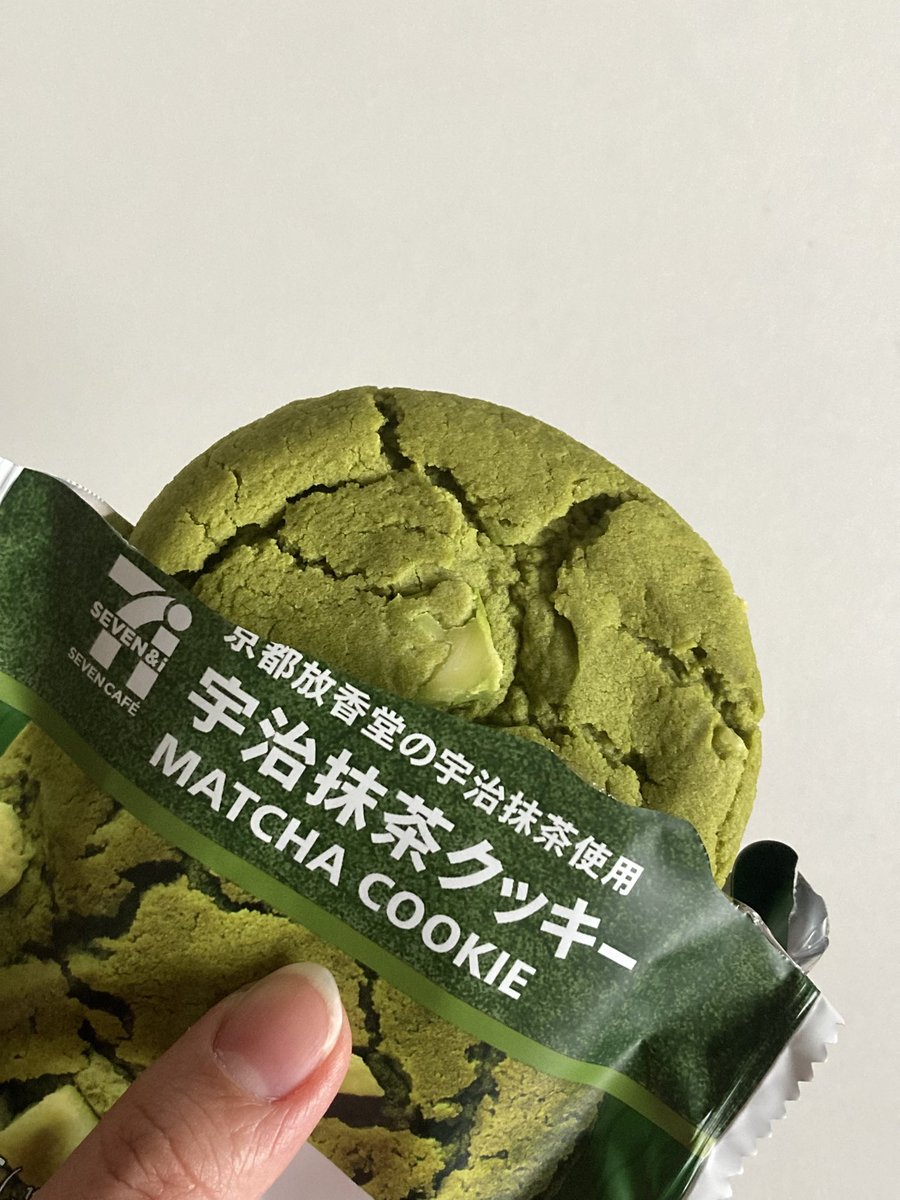 SEVEN&i
SEVEN CAFÉ
京都放香堂の宇治抹茶使用
宇治抹茶クッキー
MATCHA COOKIE